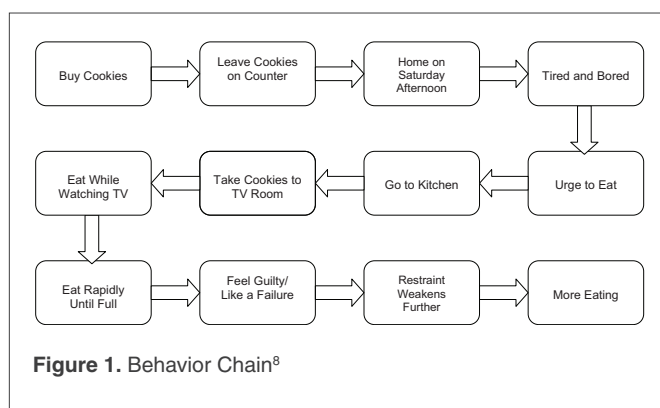 Buy Cookies
Leave Cookies
on Counter
Home on
Saturday
Afternoon
Tired and Bored
Urge to Eat
Go to Kitchen
Take Cookies to
TV Room
Eat While
Watching TV
Eat Rapidly
Until Full
Feel Guilty/
Like a Failure
Restraint
Weakens
Further
More Eating
Figure 1. Behavior Chain⁸